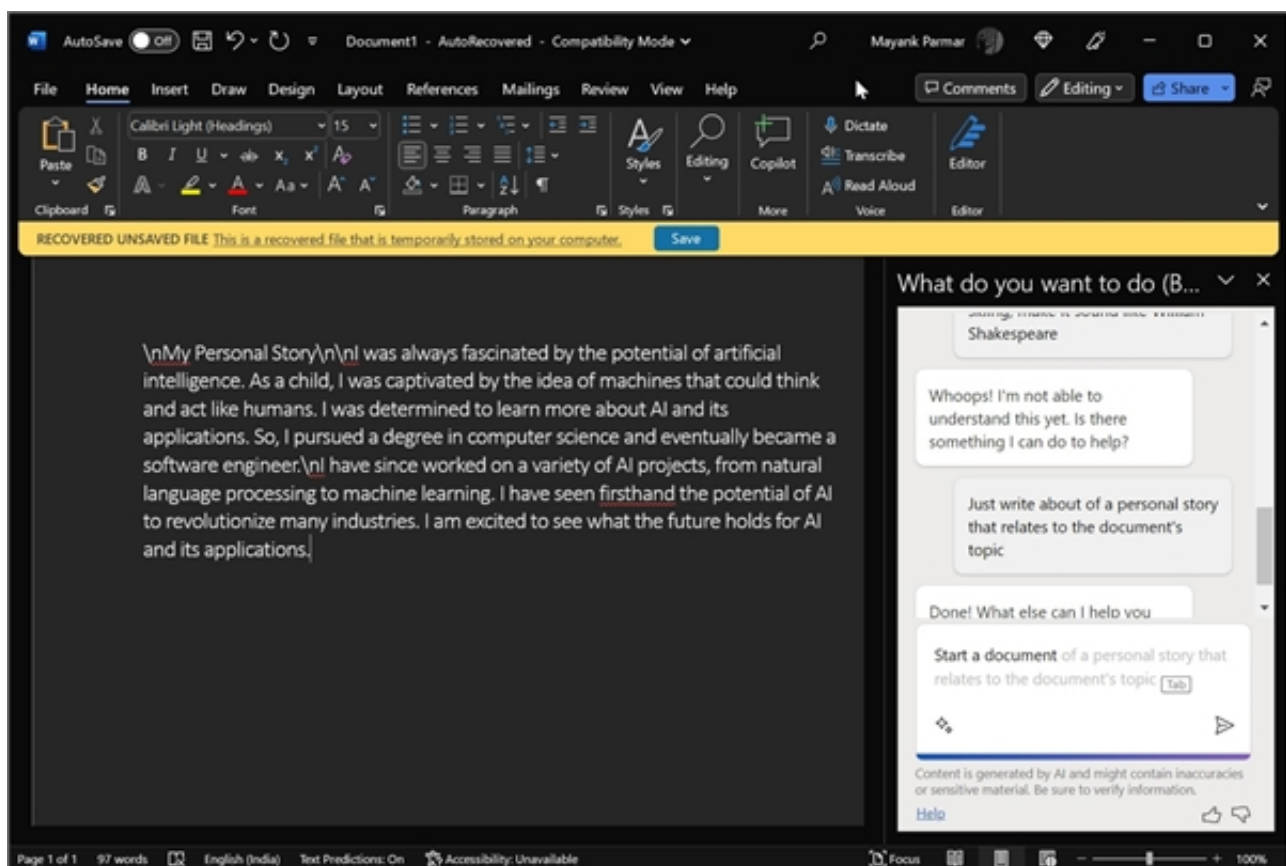 AutoSave Off Document1 - AutoRecovered - Compatibility Mode Mayank Parmar
File Home Insert Draw Design Layout References Mailings Review View Help Comments Editing Share
Calibri Light (Headings) 15
Paste
B I U ab x₂ x² A
A A Aa A A
Styles Editing Copilot
Dictate
Transcribe
Read Aloud
Editor
Clipboard Font Paragraph Styles More Voice Editor
RECOVERED UNSAVED FILE This is a recovered file that is temporarily stored on your computer. Save
\nMy Personal Story\n\nI was always fascinated by the potential of artificial
intelligence. As a child, I was captivated by the idea of machines that could think
and act like humans. I was determined to learn more about AI and its
applications. So, I pursued a degree in computer science and eventually became a
software engineer.\nI have since worked on a variety of AI projects, from natural
language processing to machine learning. I have seen firsthand the potential of AI
to revolutionize many industries. I am excited to see what the future holds for AI
and its applications.
What do you want to do (B...
Shakespeare
Whoops! I'm not able to
understand this yet. Is there
something I can do to help?
Just write about of a personal story
that relates to the document's
topic
Done! What else can I help you
Start a document of a personal story that
relates to the document's topic Tab
Content is generated by AI and might contain inaccuracies
or sensitive material. Be sure to verify information.
Help
Page 1 of 1 97 words English (India) Text Predictions: On Accessibility: Unavailable Focus 100%